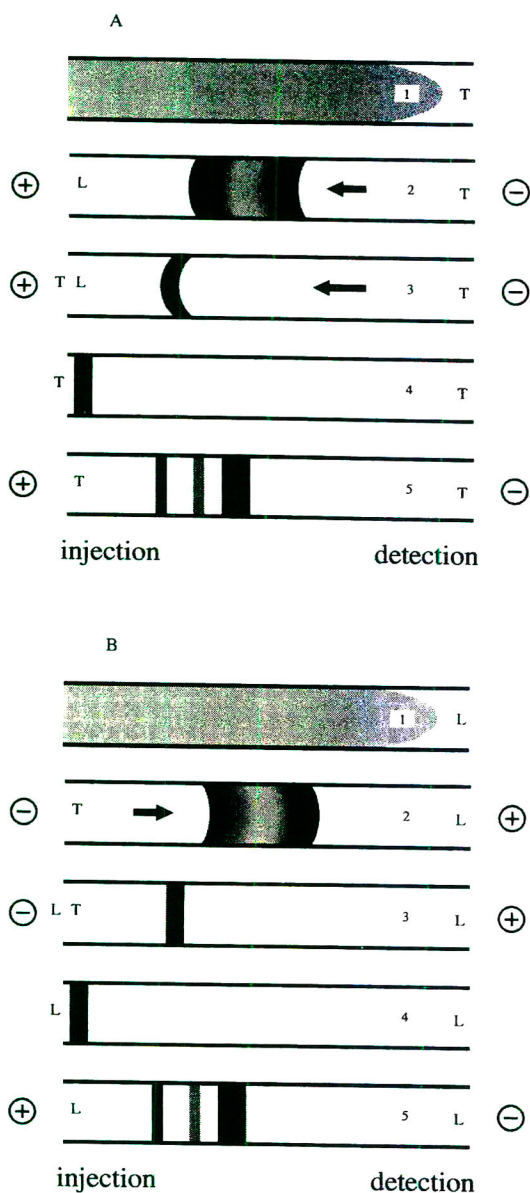 A
1 T
⊕ L 2 T ⊖
⊕ T L 3 T ⊖
T 4 T
⊕ T 5 T ⊖
injection detection
B
1 L
⊖ T 2 L ⊕
⊖ L T 3 L ⊕
L 4 L
⊕ L 5 L ⊖
injection detection